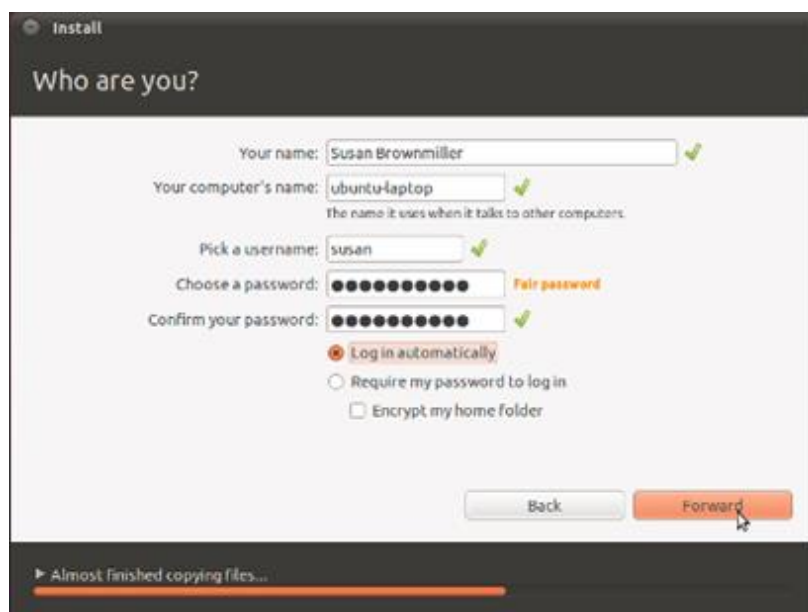 Install
Who are you?
Your name: Susan Brownmiller
Your computer's name: ubuntu-laptop
The name it uses when it talks to other computers.
Pick a username: susan
Choose a password: ●●●●●●●●●● Fair password
Confirm your password: ●●●●●●●●●●
Log in automatically
Require my password to log in
Encrypt my home folder
Back Forward
Almost finished copying files...